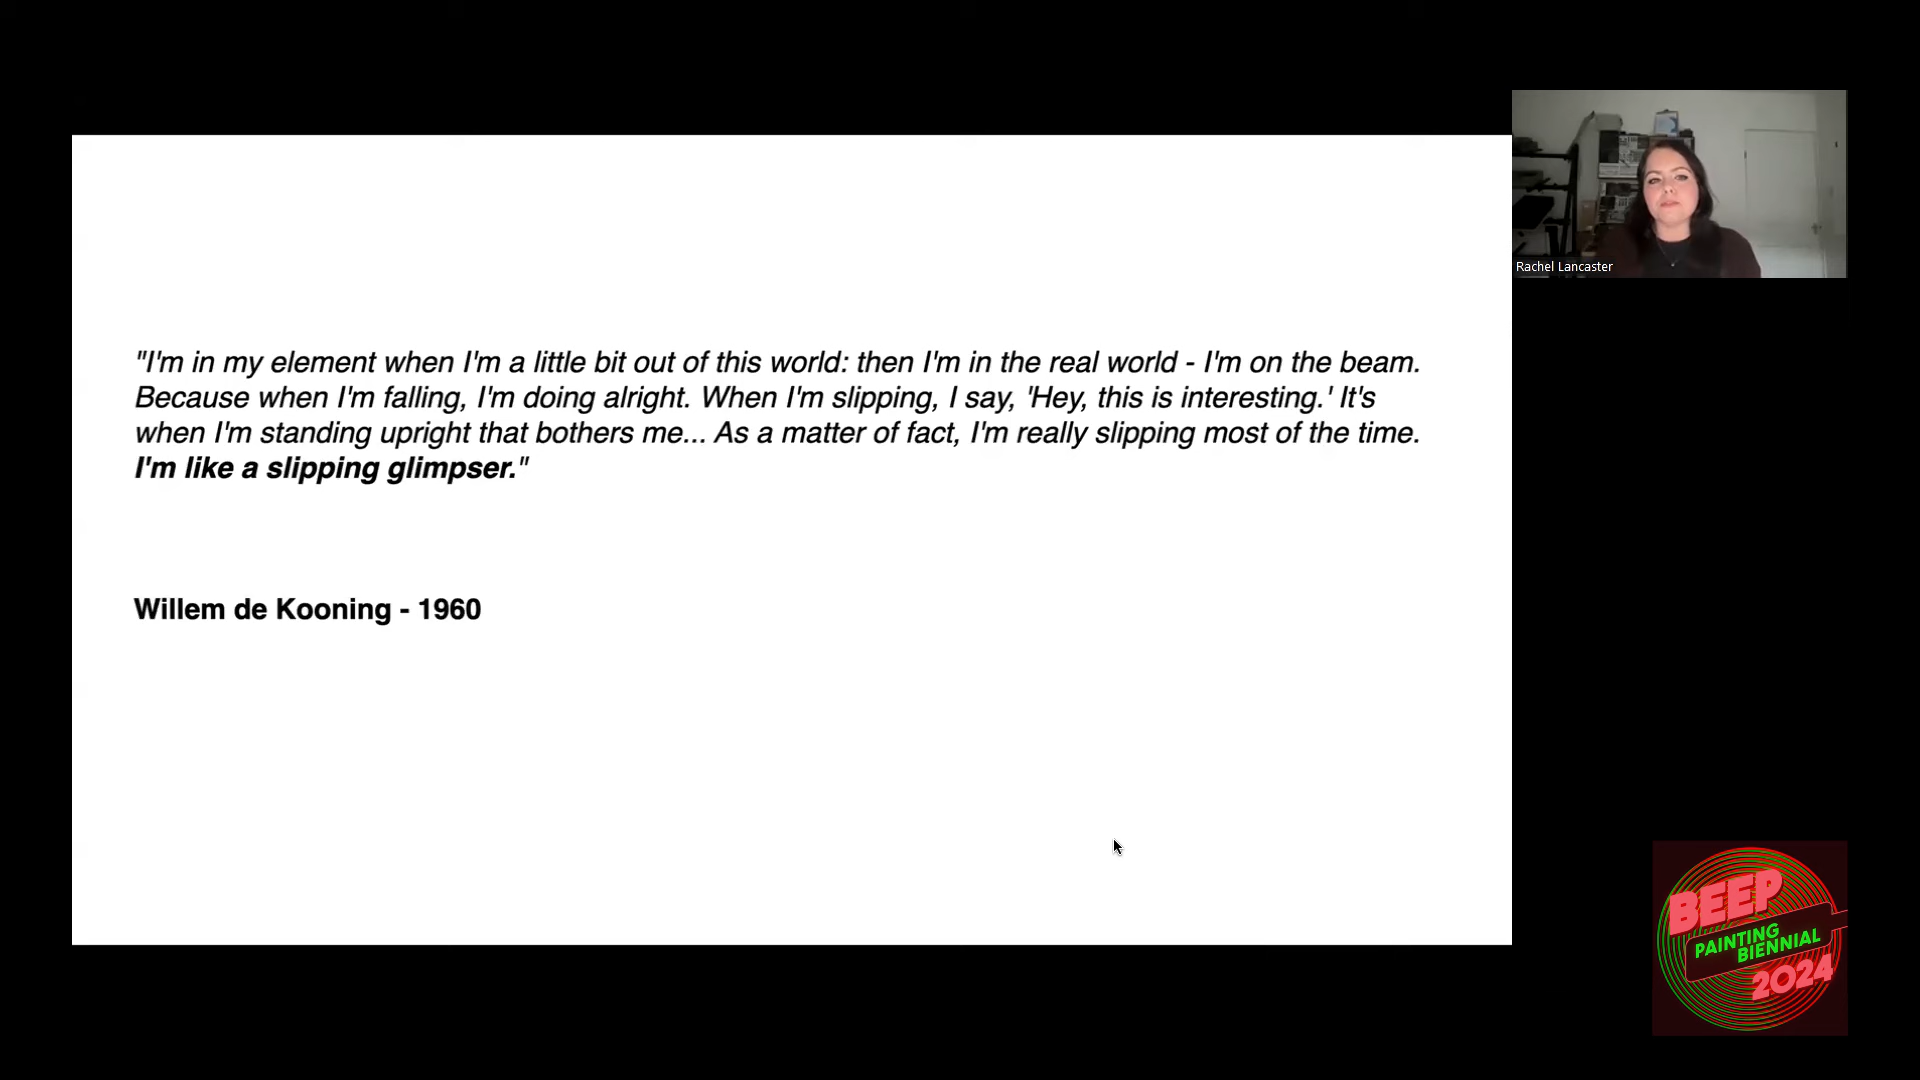 "I'm in my element when I'm a little bit out of this world: then I'm in the real world - I'm on the beam.
Because when I'm falling, I'm doing alright. When I'm slipping, I say, 'Hey, this is interesting.' It's
when I'm standing upright that bothers me... As a matter of fact, I'm really slipping most of the time.
I'm like a slipping glimpser."
Willem de Kooning - 1960
Rachel Lancaster
BEEP
PAINTING
BIENNIAL
2024